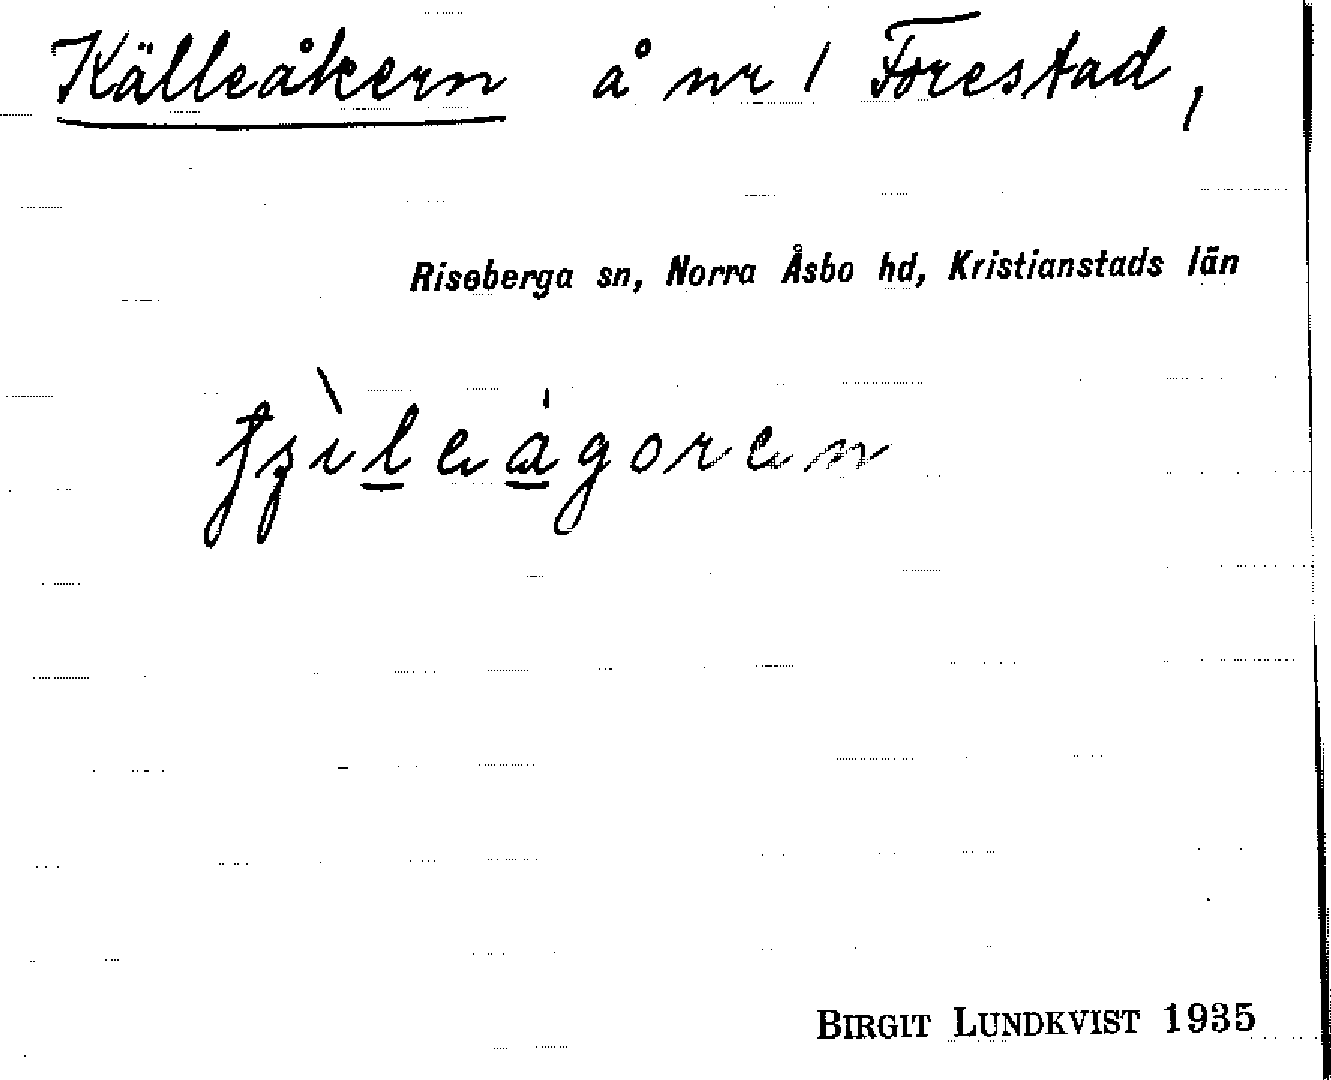 Källeåkern å nr 1 Forestad,
Riseberga sn, Norra Åsbo hd, Kristianstads län
BIRGIT LUNDKVIST 1935